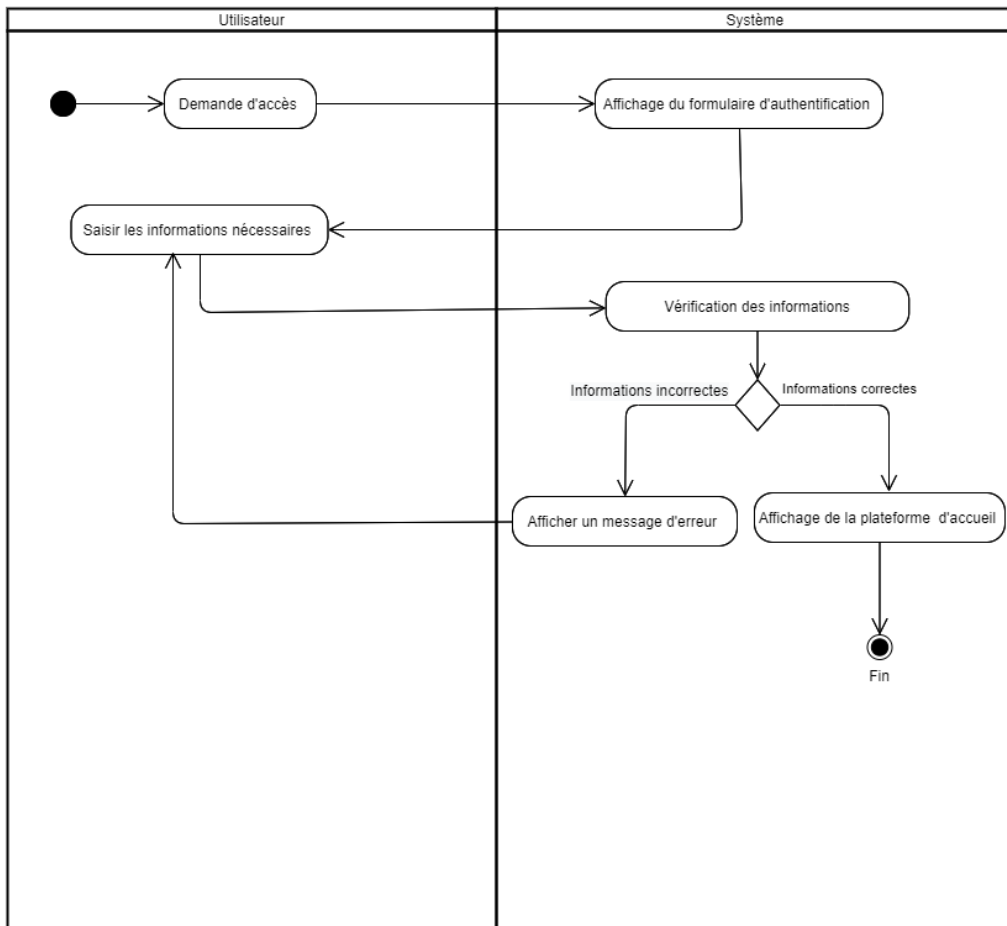 Utilisateur
Système
Demande d'accès
Affichage du formulaire d'authentification
Saisir les informations nécessaires
Vérification des informations
Informations incorrectes
Informations correctes
Afficher un message d'erreur
Affichage de la plateforme d'accueil
Fin